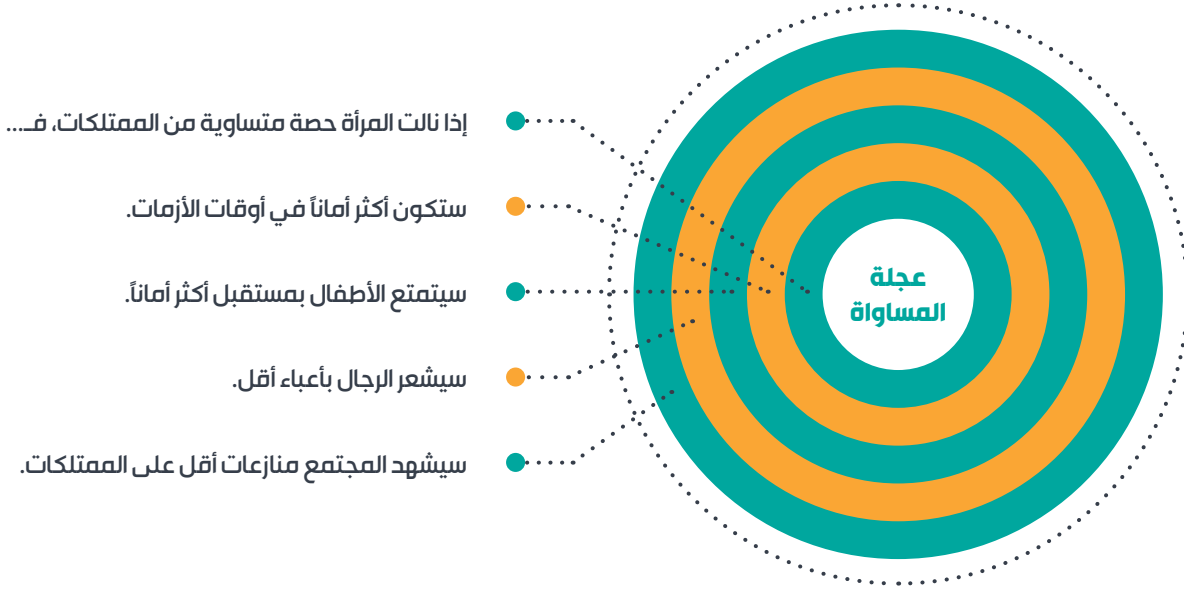 إذا نالت المرأة حصة متساوية من الممتلكات، فـ...
ستكون أكثر أماناً في أوقات الأزمات.
سيتمتع الأطفال بمستقبل أكثر أماناً.
سيشعر الرجال بأعباء أقل.
سيشهد المجتمع منازعات أقل على الممتلكات.
عجلة
المساواة